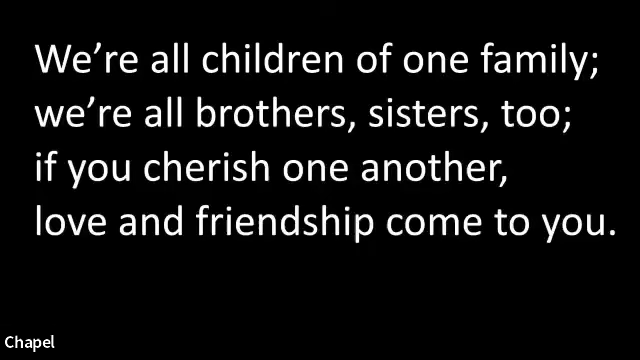 We’re all children of one family;
we’re all brothers, sisters, too;
if you cherish one another,
love and friendship come to you.
Chapel